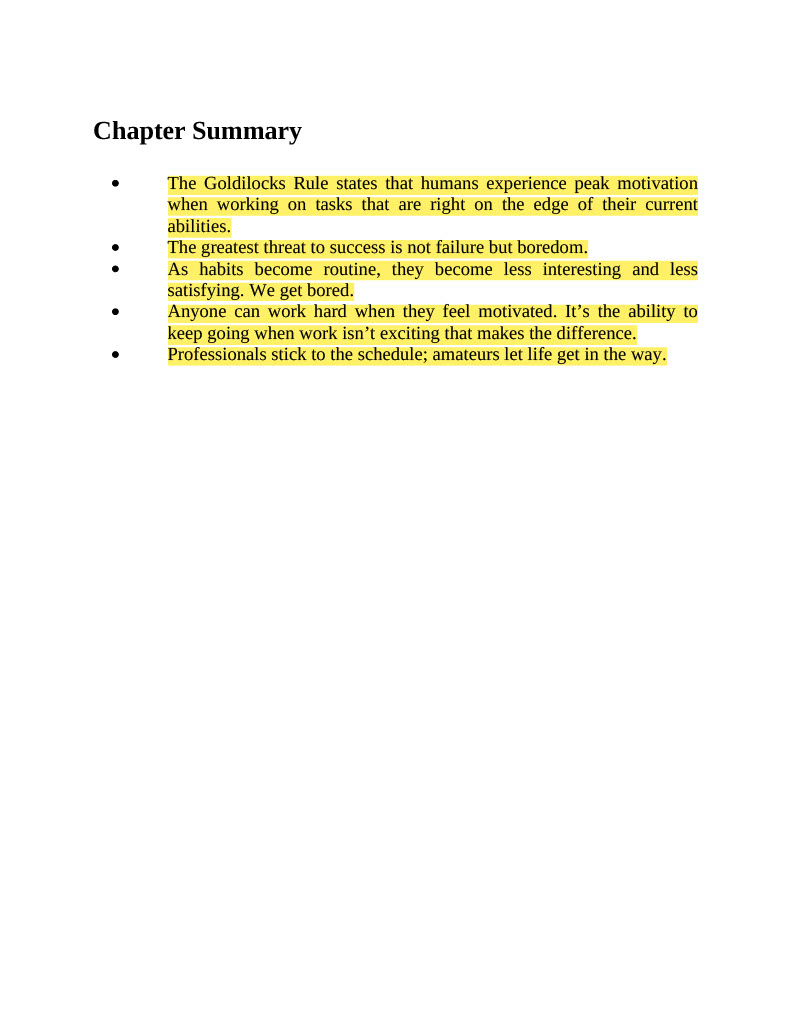 Chapter Summary
• The Goldilocks Rule states that humans experience peak motivation
when working on tasks that are right on the edge of their current
abilities.
• The greatest threat to success is not failure but boredom.
• As habits become routine, they become less interesting and less
satisfying. We get bored.
• Anyone can work hard when they feel motivated. It’s the ability to
keep going when work isn’t exciting that makes the difference.
• Professionals stick to the schedule; amateurs let life get in the way.